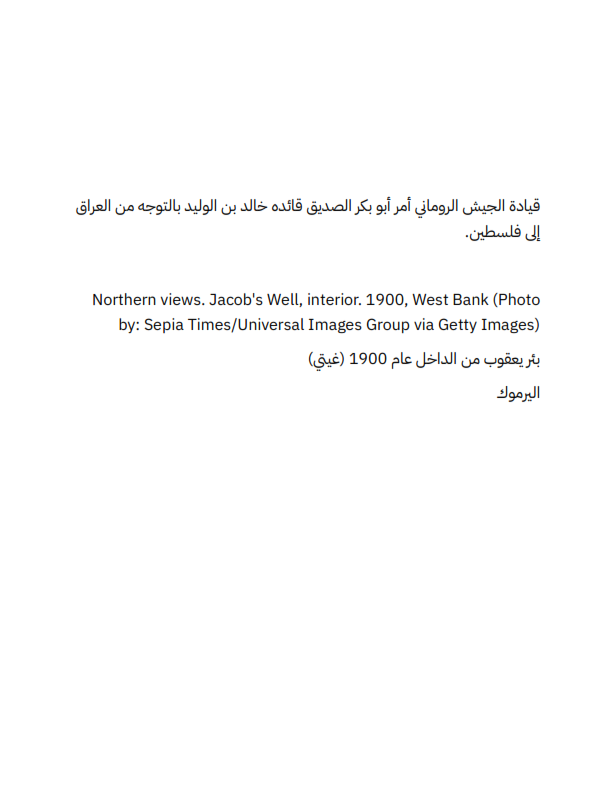 قيادة الجيش الروماني أمر أبو بكر الصديق قائده خالد بن الوليد بالتوجه من العراق
إلى فلسطين.
Northern views. Jacob's Well, interior. 1900, West Bank (Photo
by: Sepia Times/Universal Images Group via Getty Images)
بئر يعقوب من الداخل عام 1900 (غيتي)
اليرموك